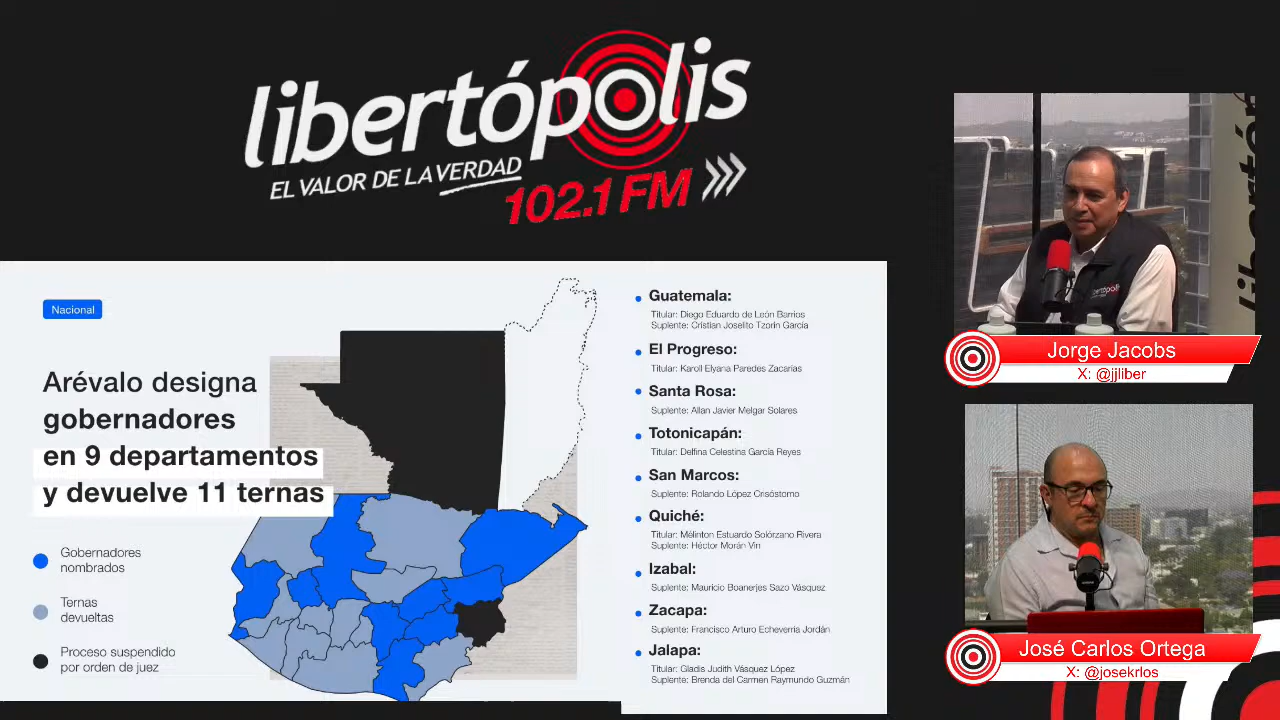 libertópolis
EL VALOR DE LA VERDAD
102.1 FM
Nacional
Arévalo designa
gobernadores
en 9 departamentos
y devuelve 11 ternas
Gobernadores
nombrados
Ternas
devueltas
Proceso suspendido
por orden de juez
Guatemala:
Titular: Diego Eduardo de León Barrios
Suplente: Cristian Joselito Tzorin García
El Progreso:
Titular: Karoll Elyana Paredes Zacarías
Santa Rosa:
Suplente: Allan Javier Melgar Solares
Totonicapán:
Titular: Delfina Celestina García Reyes
San Marcos:
Suplente: Rolando López Crisóstomo
Quiché:
Titular: Mélinton Estuardo Solórzano Rivera
Suplente: Héctor Morán Vin
Izabal:
Suplente: Mauricio Boanerjes Sazo Vásquez
Zacapa:
Suplente: Francisco Arturo Echeverría Jordán
Jalapa:
Titular: Gladis Judith Vásquez López
Suplente: Brenda del Carmen Raymundo Guzmán
Jorge Jacobs
X: @jjliber
José Carlos Ortega
X: @josekrlos